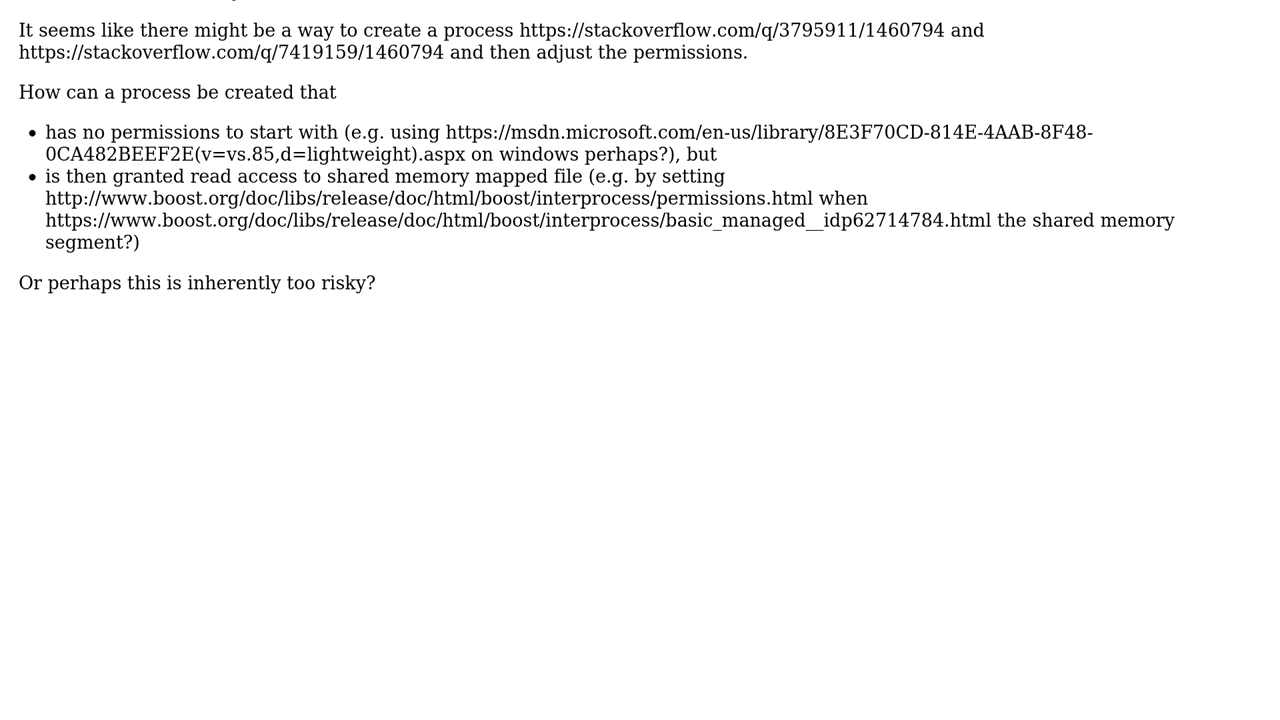 It seems like there might be a way to create a process https://stackoverflow.com/q/3795911/1460794 and
https://stackoverflow.com/q/7419159/1460794 and then adjust the permissions.
How can a process be created that
• has no permissions to start with (e.g. using https://msdn.microsoft.com/en-us/library/8E3F70CD-814E-4AAB-8F48-
0CA482BEEF2E(v=vs.85,d=lightweight).aspx on windows perhaps?), but
• is then granted read access to shared memory mapped file (e.g. by setting
http://www.boost.org/doc/libs/release/doc/html/boost/interprocess/permissions.html when
https://www.boost.org/doc/libs/release/doc/html/boost/interprocess/basic_managed__idp62714784.html the shared memory
segment?)
Or perhaps this is inherently too risky?